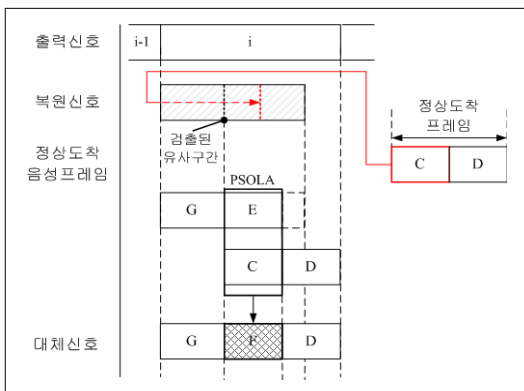 출력신호 i-1 i
복원신호
검출된
유사구간
정상도착
프레임
정상도착
음성프레임
C D
PSOLA
G E
C D
대체신호 G F D